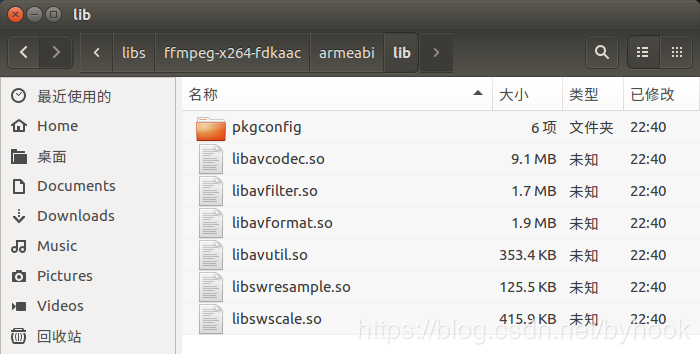 lib
libs ffmpeg-x264-fdkaac armeabi lib
名称 大小 类型 已修改
最近使用的
Home
桌面
Documents
Downloads
Music
Pictures
Videos
回收站
pkgconfig 6 项 文件夹 22:40
libavcodec.so 9.1 MB 未知 22:40
libavfilter.so 1.7 MB 未知 22:40
libavformat.so 1.9 MB 未知 22:40
libavutil.so 353.4 KB 未知 22:40
libswresample.so 125.5 KB 未知 22:40
libswscale.so 415.9 KB 未知 22:40
https://blog.csdn.net/byhook